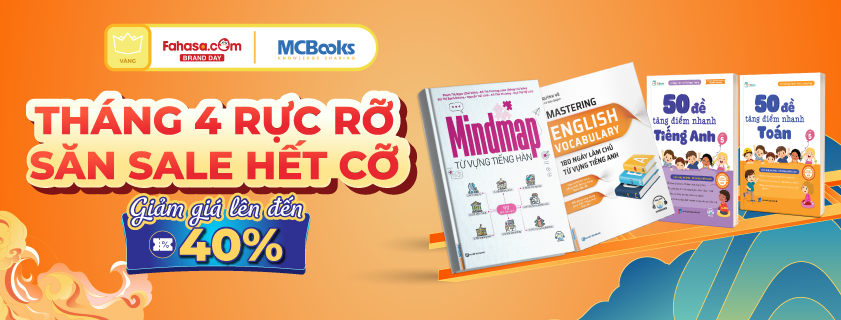 VÀNG
Fahasa.com
BRAND DAY
MCBooks
KNOWLEDGE SHARING
THÁNG 4 RỰC RỠ
SĂN SALE HẾT CỠ
Giảm giá lên đến
40%
Mindmap
TỪ VỰNG TIẾNG HÀN
MASTERING
ENGLISH
VOCABULARY
180 NGÀY LÀM CHỦ
TỪ VỰNG TIẾNG ANH
50 đề
tăng điểm nhanh
Tiếng Anh
5
50 đề
tăng điểm nhanh
Toán
5